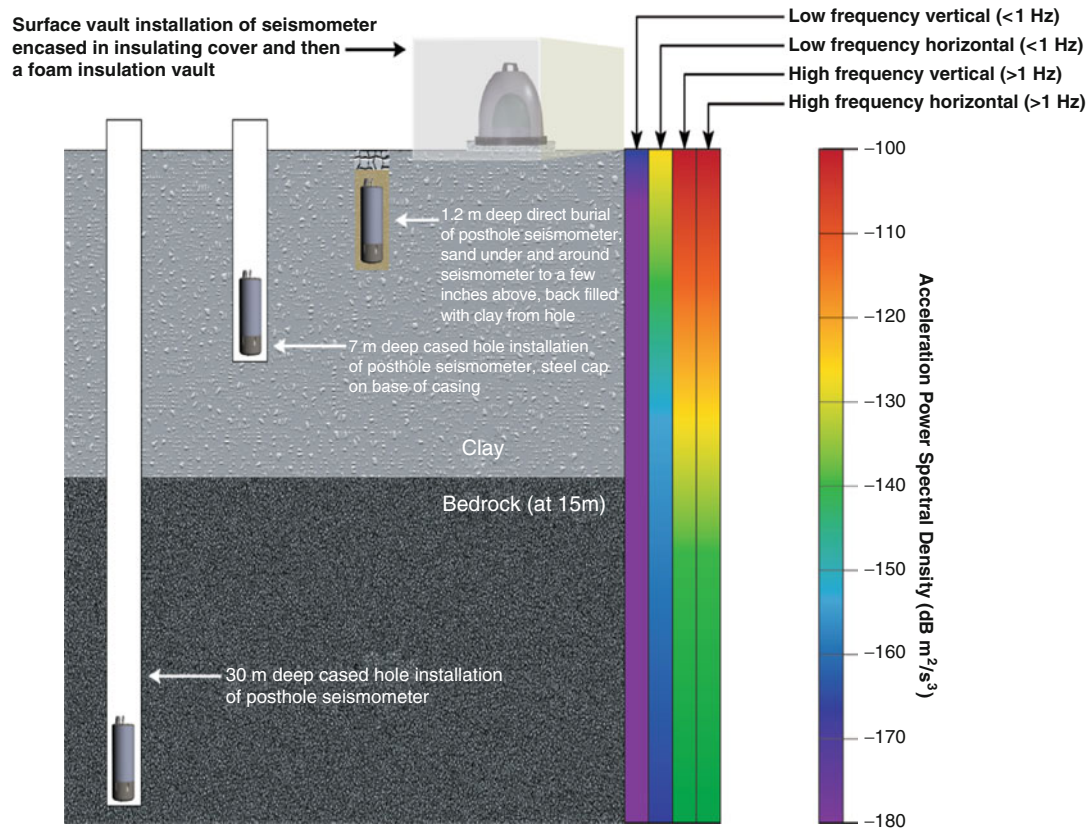 Surface vault installation of seismometer
encased in insulating cover and then
a foam insulation vault
Low frequency vertical (<1 Hz)
Low frequency horizontal (<1 Hz)
High frequency vertical (>1 Hz)
High frequency horizontal (>1 Hz)
1.2 m deep direct burial
of posthole seismometer,
sand under and around
seismometer to a few
inches above, back filled
with clay from hole
7 m deep cased hole installation
of posthole seismometer, steel cap
on base of casing
Clay
Bedrock (at 15m)
30 m deep cased hole installation
of posthole seismometer
−100
−110
−120
−130
−140
−150
−160
−170
−180
Acceleration Power Spectral Density (dB m²/s³)